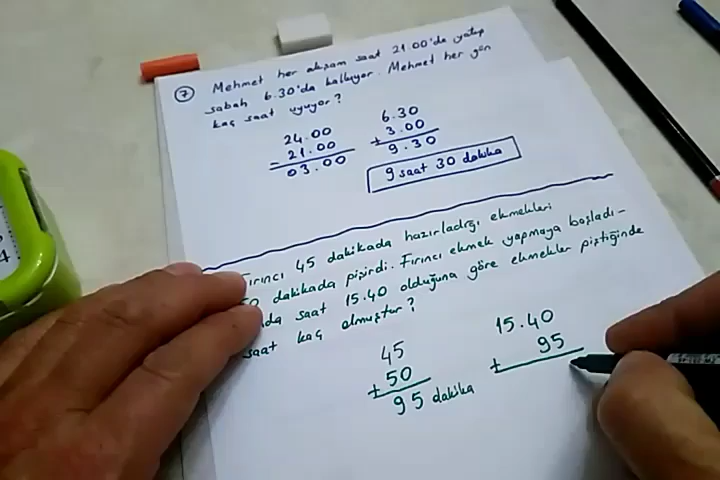 7 Mehmet her akşam saat 21.00'da yatıp
sabah 6.30'da kalkıyor. Mehmet her gün
kaç saat uyuyor?
24.00
- 21.00
03.00
6.30
+ 3.00
9.30
9 saat 30 dakika
Fırıncı 45 dakikada hazırladığı ekmekleri
50 dakikada pişirdi. Fırıncı ekmek yapmaya başladı-
saat 15.40 olduğuna göre ekmekler piştiğinde
saat kaç olmuştur?
45
+ 50
95 dakika
15.40
95
+